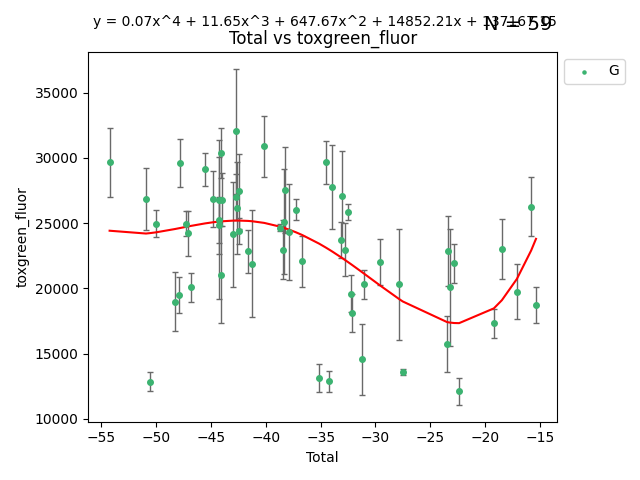 y = 0.07x^4 + 11.65x^3 + 647.67x^2 + 14852.21x +
N = 59
Total vs toxgreen_fluor
G
toxgreen_fluor
35000
30000
25000
20000
15000
10000
−55 −50 −45 −40 −35 −30 −25 −20 −15
Total